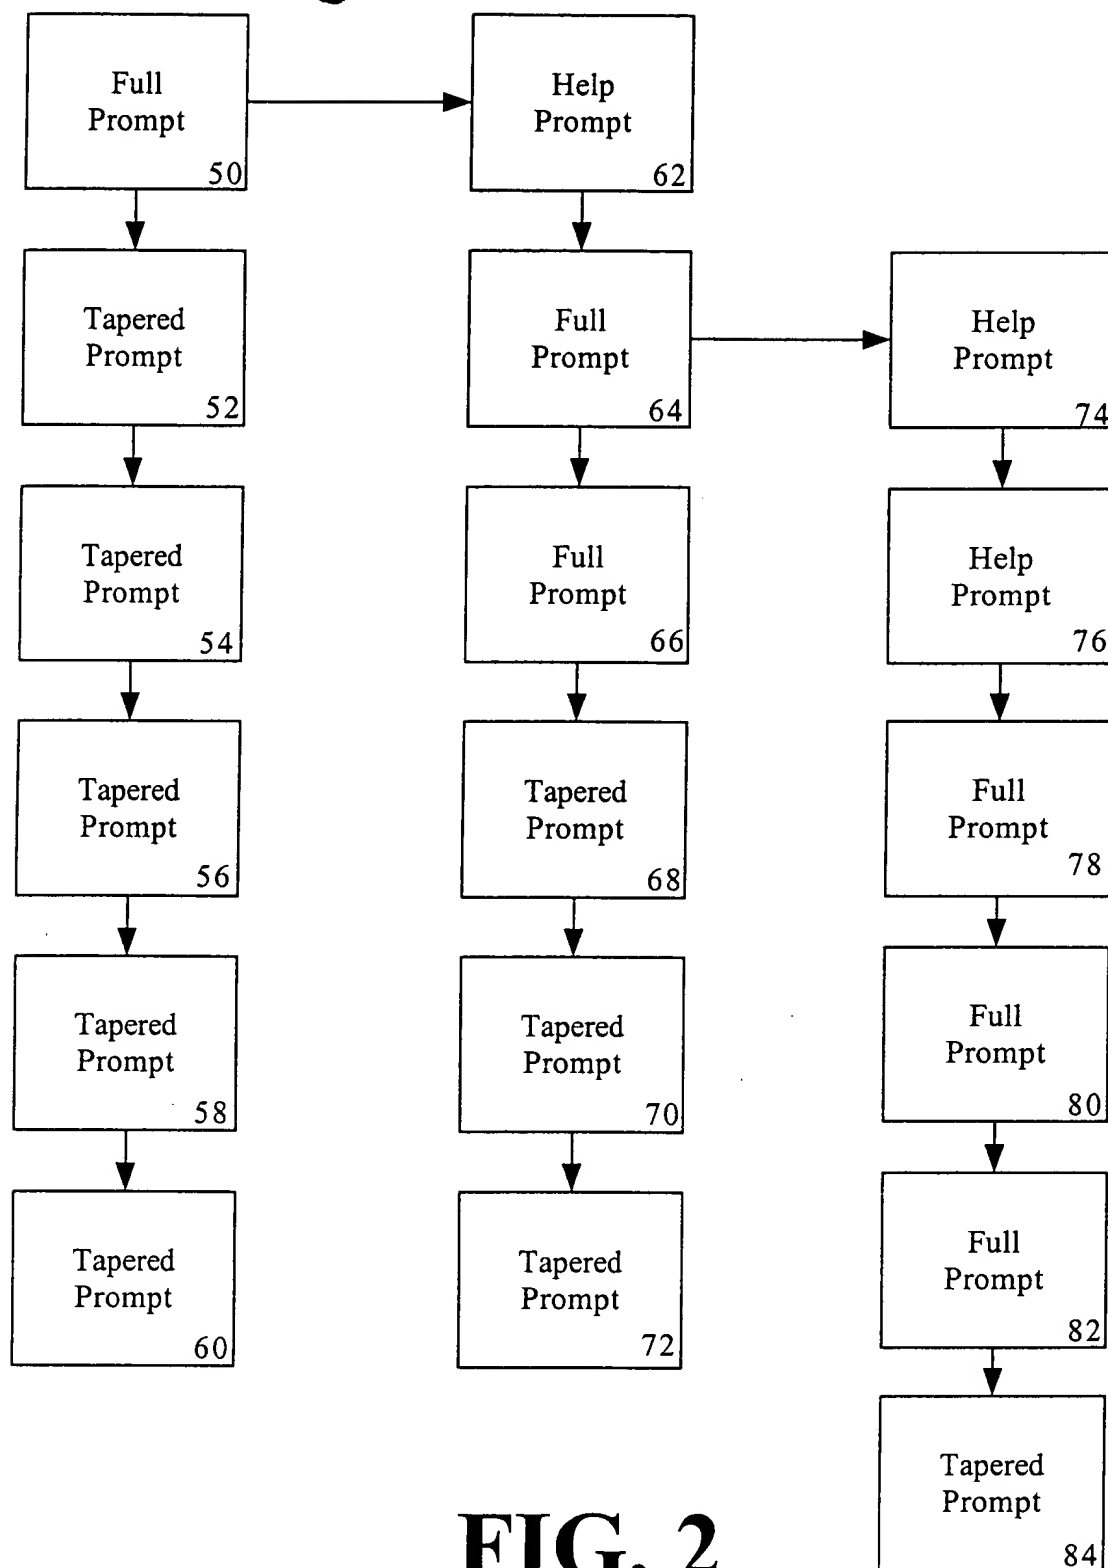 Full
Prompt
50
Help
Prompt
62
Tapered
Prompt
52
Full
Prompt
64
Help
Prompt
74
Tapered
Prompt
54
Full
Prompt
66
Help
Prompt
76
Tapered
Prompt
56
Tapered
Prompt
68
Full
Prompt
78
Tapered
Prompt
58
Tapered
Prompt
70
Full
Prompt
80
Tapered
Prompt
60
Tapered
Prompt
72
Full
Prompt
82
Tapered
Prompt
84
FIG. 2